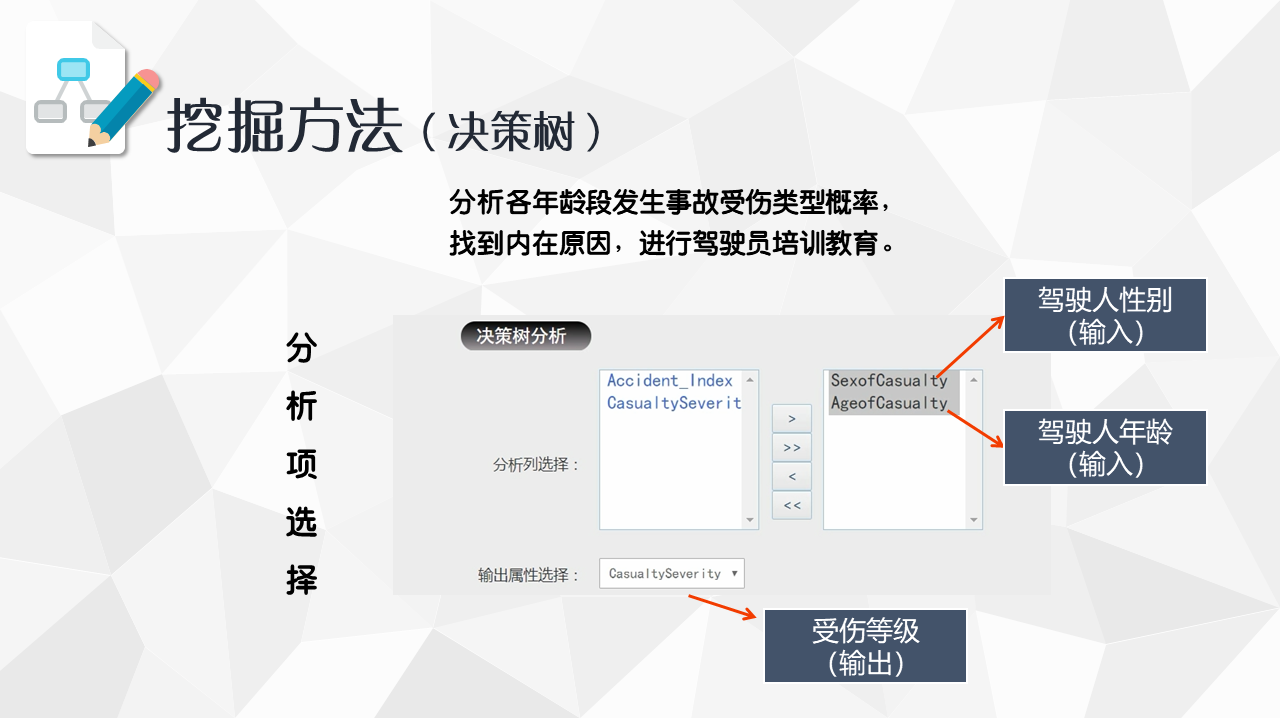 挖掘方法（决策树）
分析各年龄段发生事故受伤类型概率，
找到内在原因，进行驾驶员培训教育。
分
析
项
选
择
决策树分析
分析列选择：
Accident_Index
CasualtySeverit
>
>>
<
<<
SexofCasualty
AgeofCasualty
输出属性选择：
CasualtySeverity
驾驶人性别
（输入）
驾驶人年龄
（输入）
受伤等级
（输出）